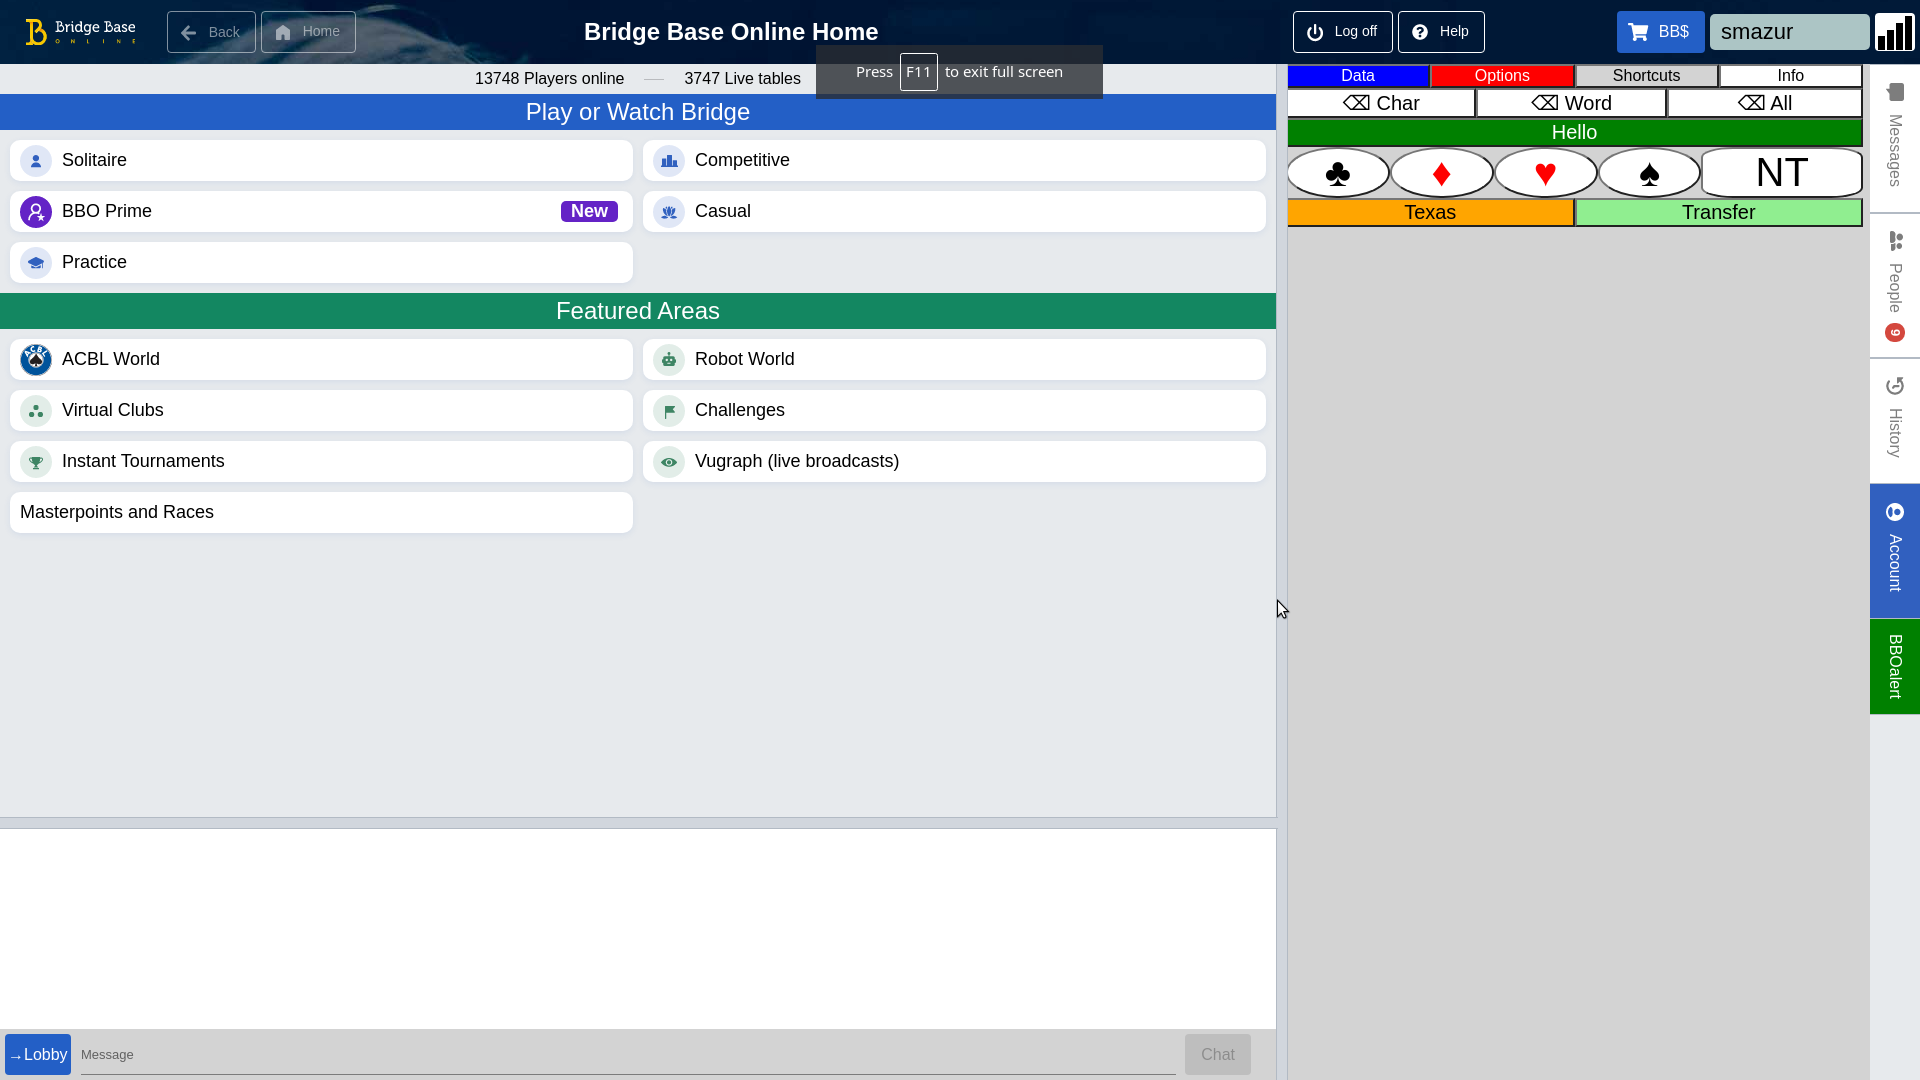 Bridge Base
ONLINE
Back
Home
Bridge Base Online Home
Log off
Help
BB$
smazur
Press F11 to exit full screen
13748 Players online
3747 Live tables
Play or Watch Bridge
Solitaire
Competitive
BBO Prime
New
Casual
Practice
Featured Areas
ACBL World
Robot World
Virtual Clubs
Challenges
Instant Tournaments
Vugraph (live broadcasts)
Masterpoints and Races
→Lobby
Message
Chat
Data
Options
Shortcuts
Info
⌫ Char
⌫ Word
⌫ All
Hello
♣
♦
♥
♠
NT
Texas
Transfer
Messages
People
9
History
Account
BBOalert